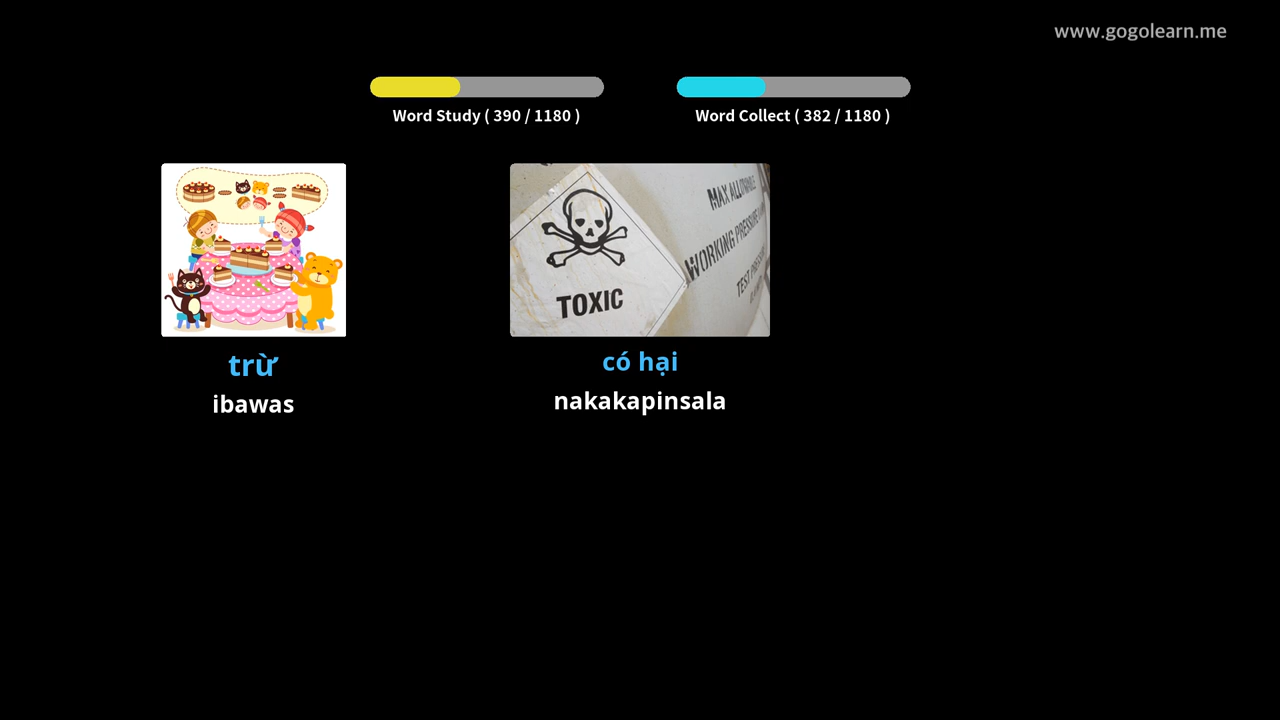 www.gogolearn.me
Word Study ( 390 / 1180 )
Word Collect ( 382 / 1180 )
TOXIC
WORKING PRESSURE
trừ
có hại
ibawas
nakakapinsala